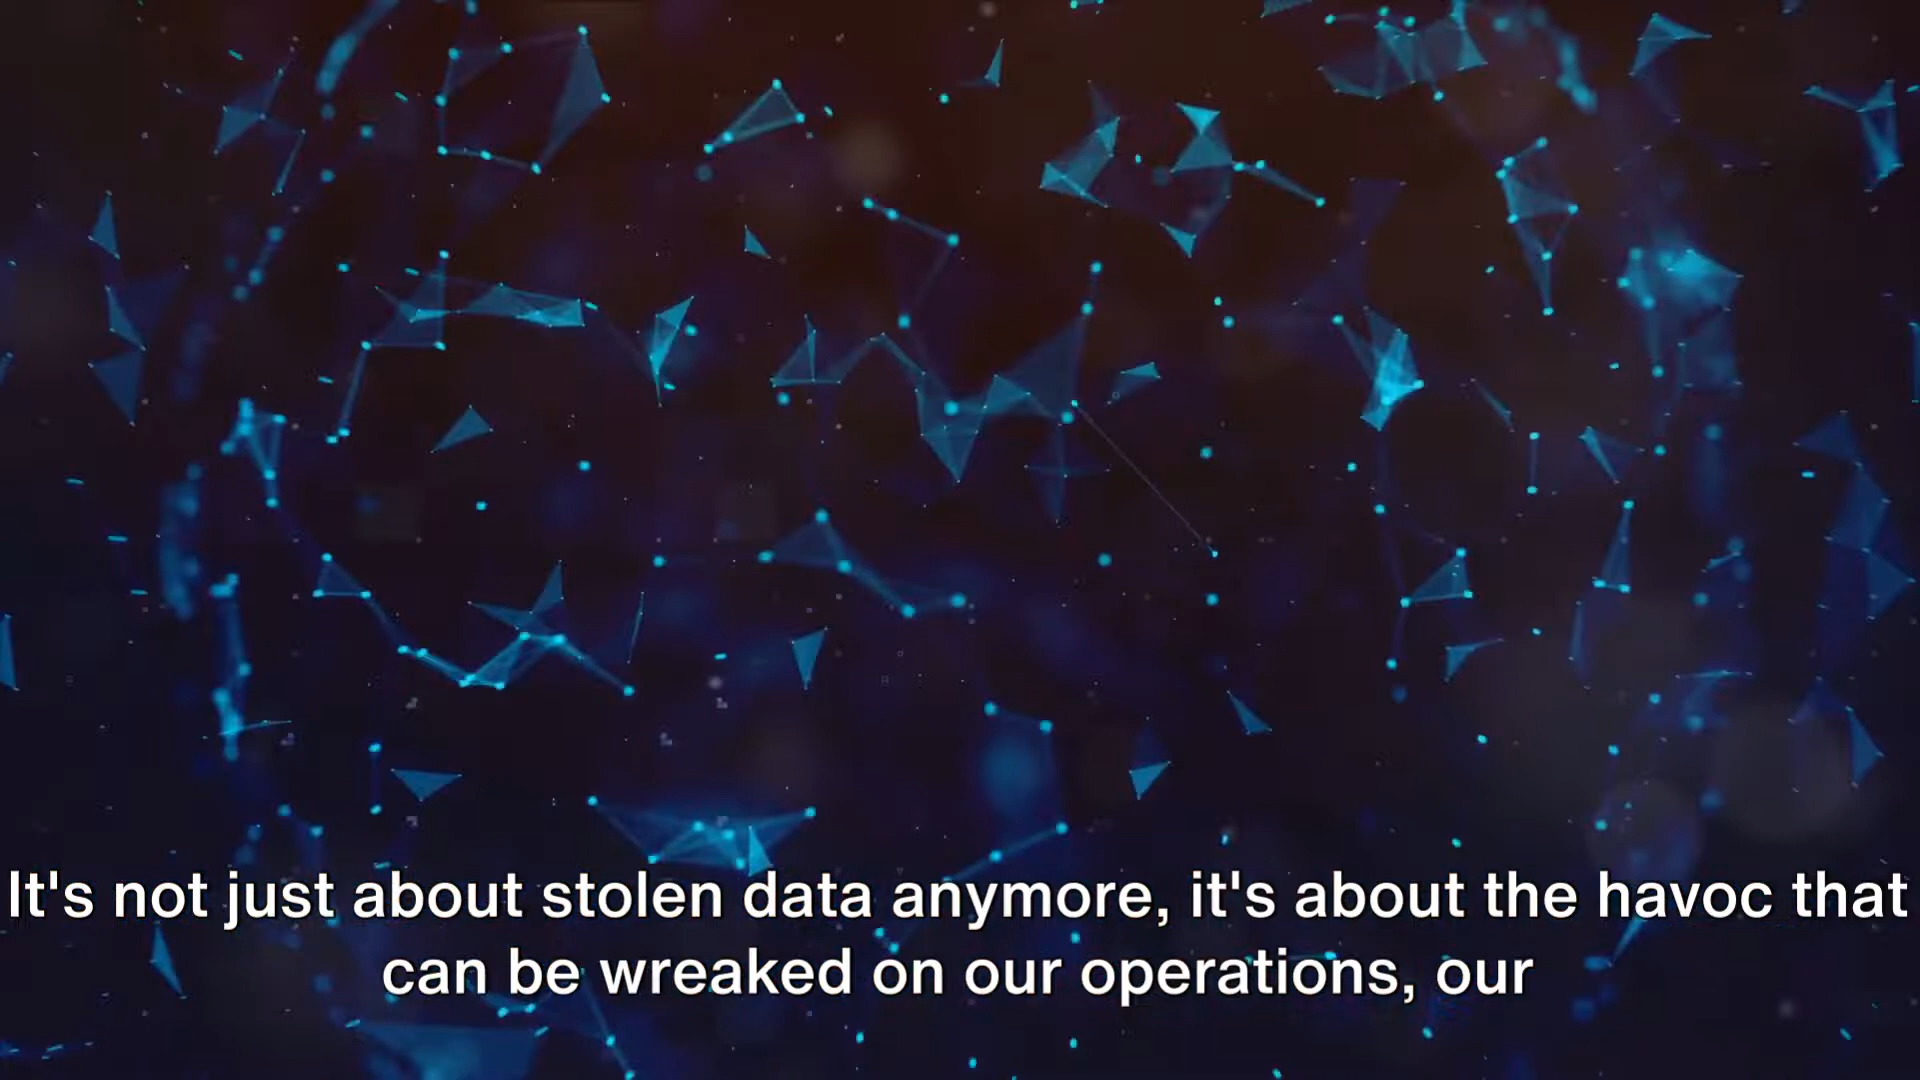 It's not just about stolen data anymore, it's about the havoc that
can be wreaked on our operations, our